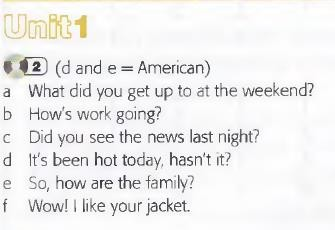 Unit 1
2 (d and e = American)
a What did you get up to at the weekend?
b How's work going?
c Did you see the news last night?
d It's been hot today, hasn't it?
e So, how are the family?
f Wow! I like your jacket.